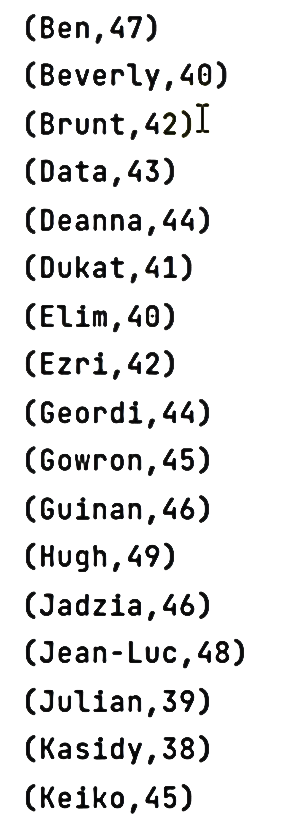 (Ben,47)
(Beverly,40)
(Brunt,42)
(Data,43)
(Deanna,44)
(Dukat,41)
(Elim,40)
(Ezri,42)
(Geordi,44)
(Gowron,45)
(Guinan,46)
(Hugh,49)
(Jadzia,46)
(Jean-Luc,48)
(Julian,39)
(Kasidy,38)
(Keiko,45)